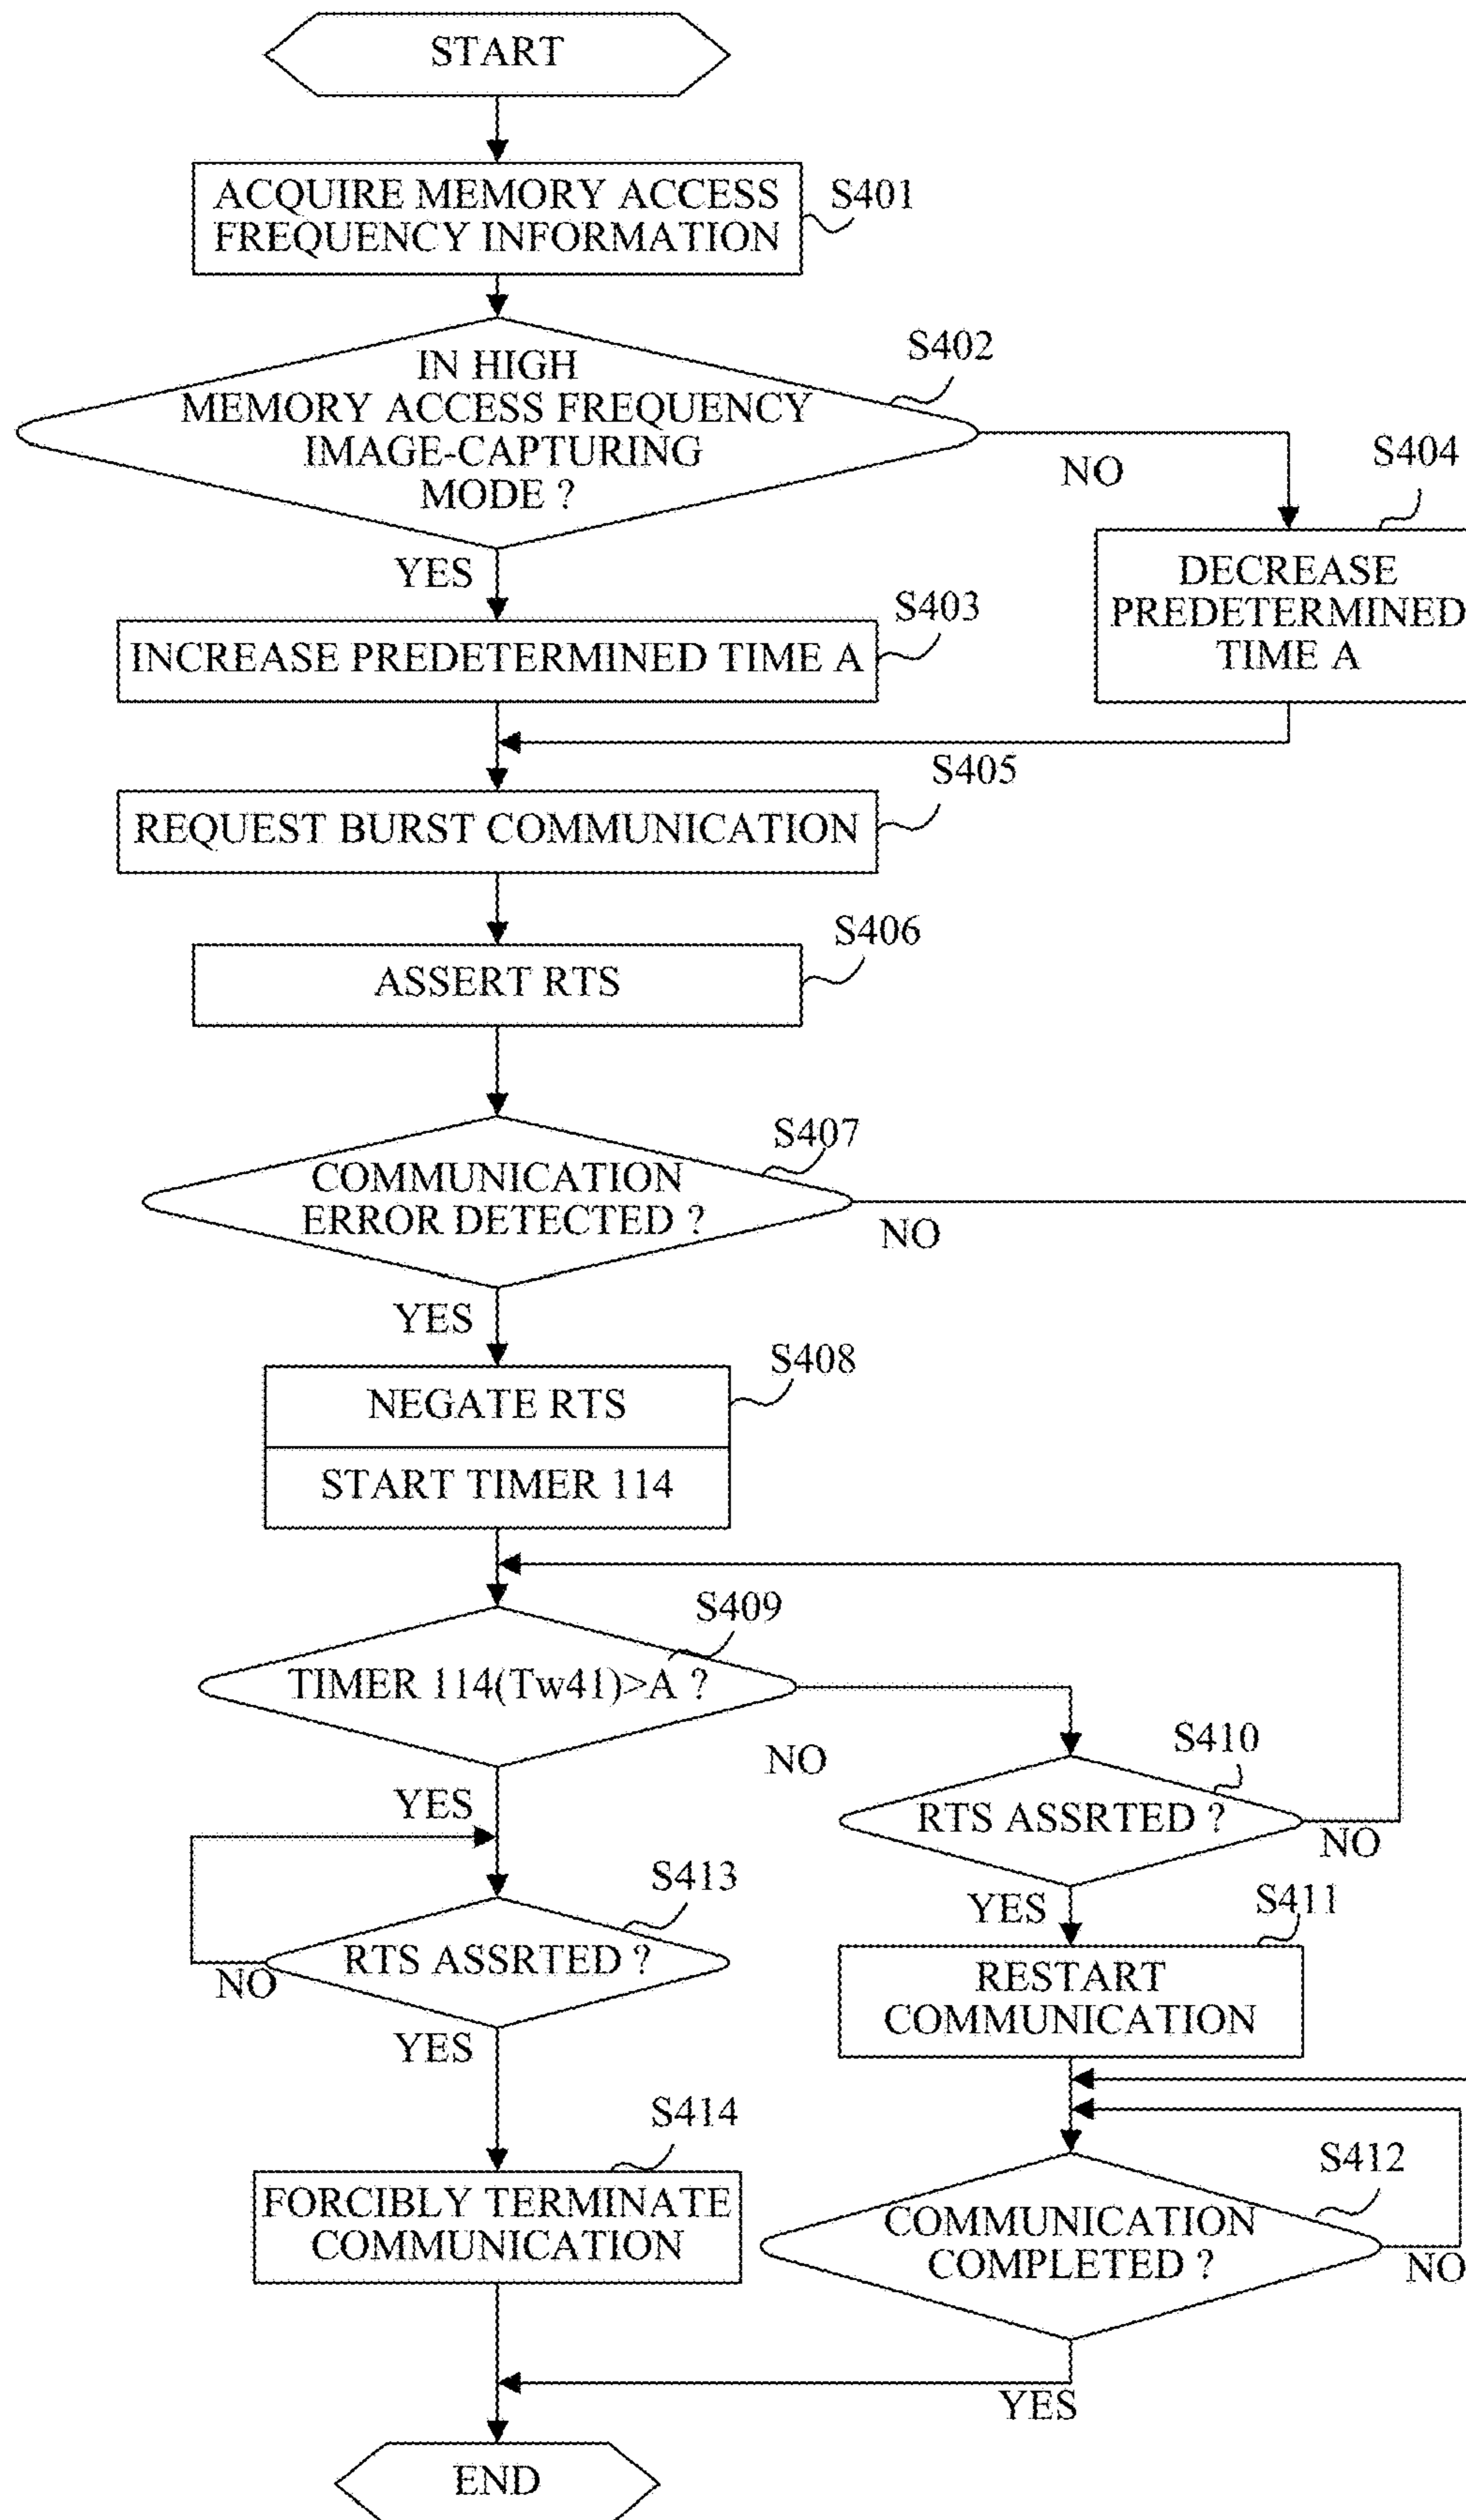 START
ACQUIRE MEMORY ACCESS
FREQUENCY INFORMATION
S401
IN HIGH
MEMORY ACCESS FREQUENCY
IMAGE-CAPTURING
MODE ?
S402
NO
S404
DECREASE
PREDETERMINED
TIME A
YES
S403
INCREASE PREDETERMINED TIME A
S405
REQUEST BURST COMMUNICATION
S406
ASSERT RTS
S407
COMMUNICATION
ERROR DETECTED ?
NO
YES
S408
NEGATE RTS
START TIMER 114
S409
TIMER 114(Tw41)>A ?
NO
S410
RTS ASSRTED ?
NO
YES
S413
RTS ASSRTED ?
NO
YES
S411
RESTART
COMMUNICATION
YES
S414
FORCIBLY TERMINATE
COMMUNICATION
S412
COMMUNICATION
COMPLETED ?
NO
YES
END